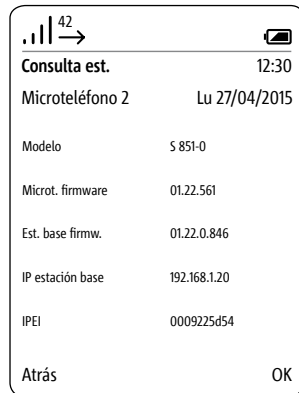 42
Consulta est. 12:30
Microteléfono 2 Lu 27/04/2015
Modelo S 851-0
Microt. firmware 01.22.561
Est. base firmw. 01.22.0.846
IP estación base 192.168.1.20
IPEI 0009225d54
Atrás OK